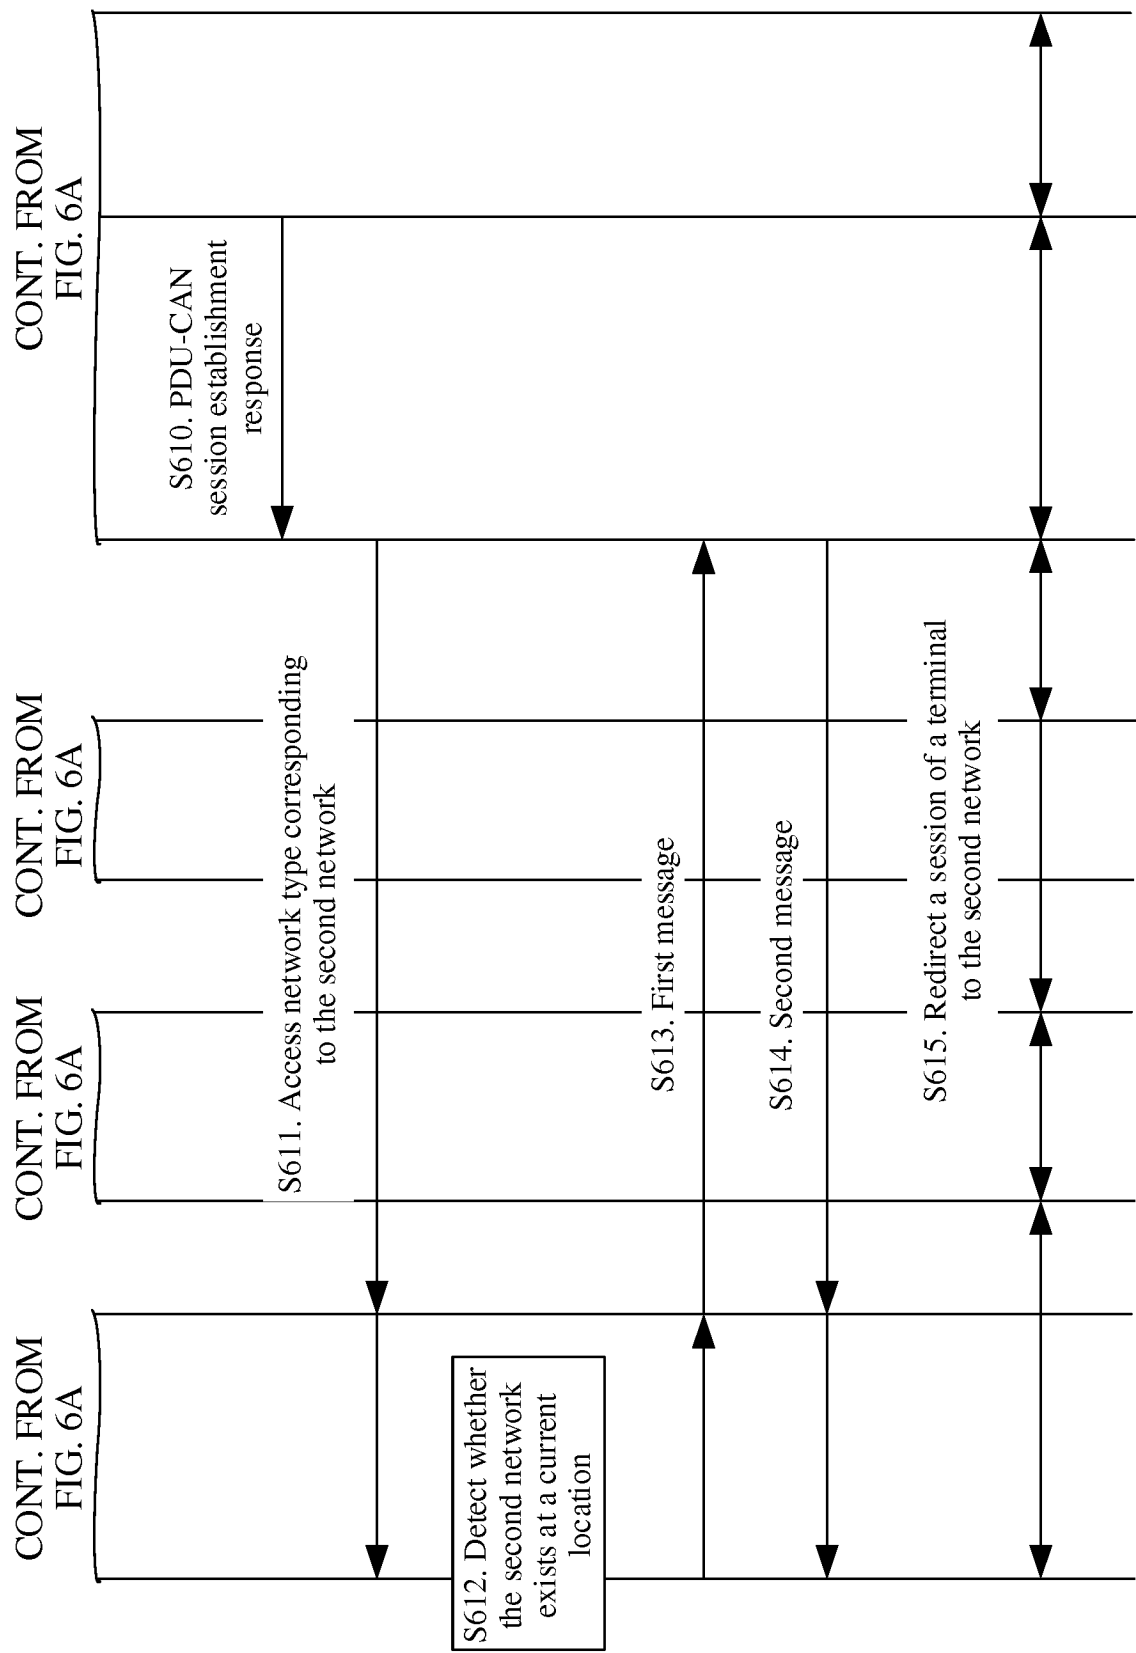 CONT. FROM
FIG. 6A
CONT. FROM
FIG. 6A
CONT. FROM
FIG. 6A
CONT. FROM
FIG. 6A
S610. PDU-CAN
session establishment
response
S611. Access network type corresponding
to the second network
S612. Detect whether
the second network
exists at a current
location
S613. First message
S614. Second message
S615. Redirect a session of a terminal
to the second network